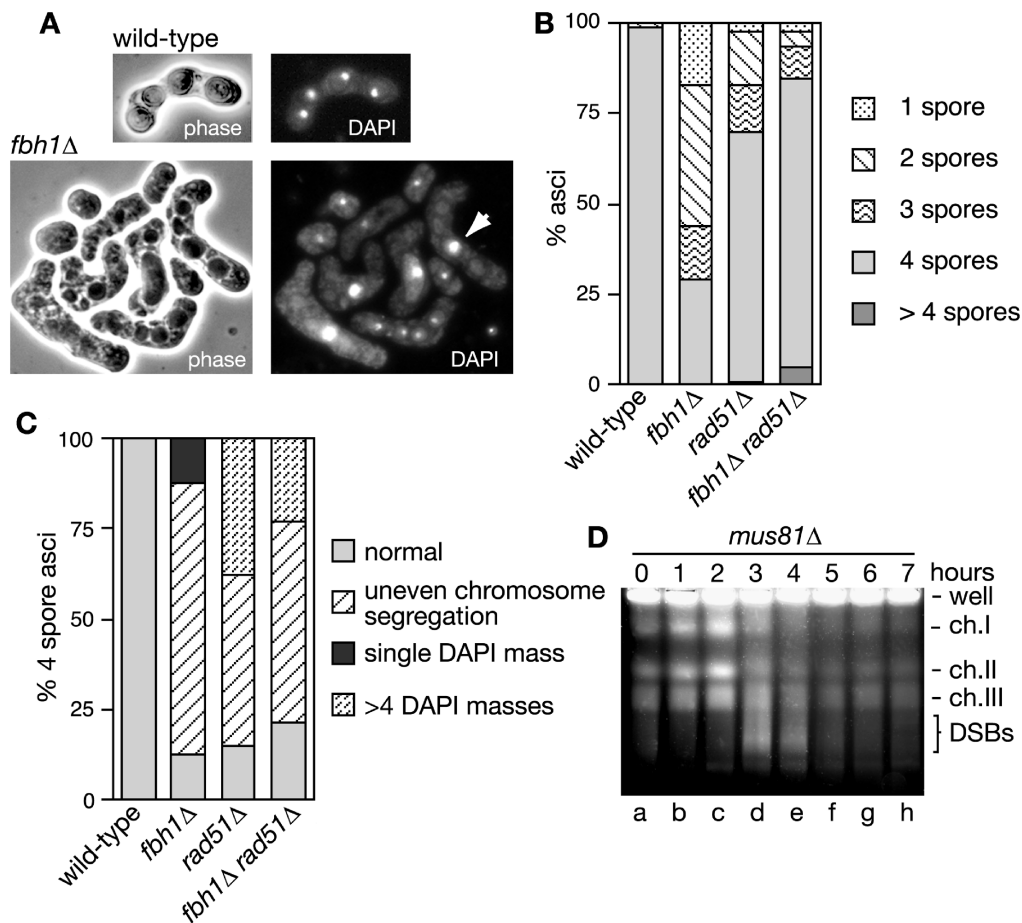 A
wild-type
phase
DAPI
fbh1Δ
phase
DAPI
B
100
75
50
25
0
% asci
wild-type
fbh1Δ
rad51Δ
fbh1Δ rad51Δ
1 spore
2 spores
3 spores
4 spores
> 4 spores
C
100
75
50
25
0
% 4 spore asci
wild-type
fbh1Δ
rad51Δ
fbh1Δ rad51Δ
normal
uneven chromosome
segregation
single DAPI mass
>4 DAPI masses
D
mus81Δ
0 1 2 3 4 5 6 7 hours
- well
- ch.I
- ch.II
- ch.III
DSBs
a b c d e f g h